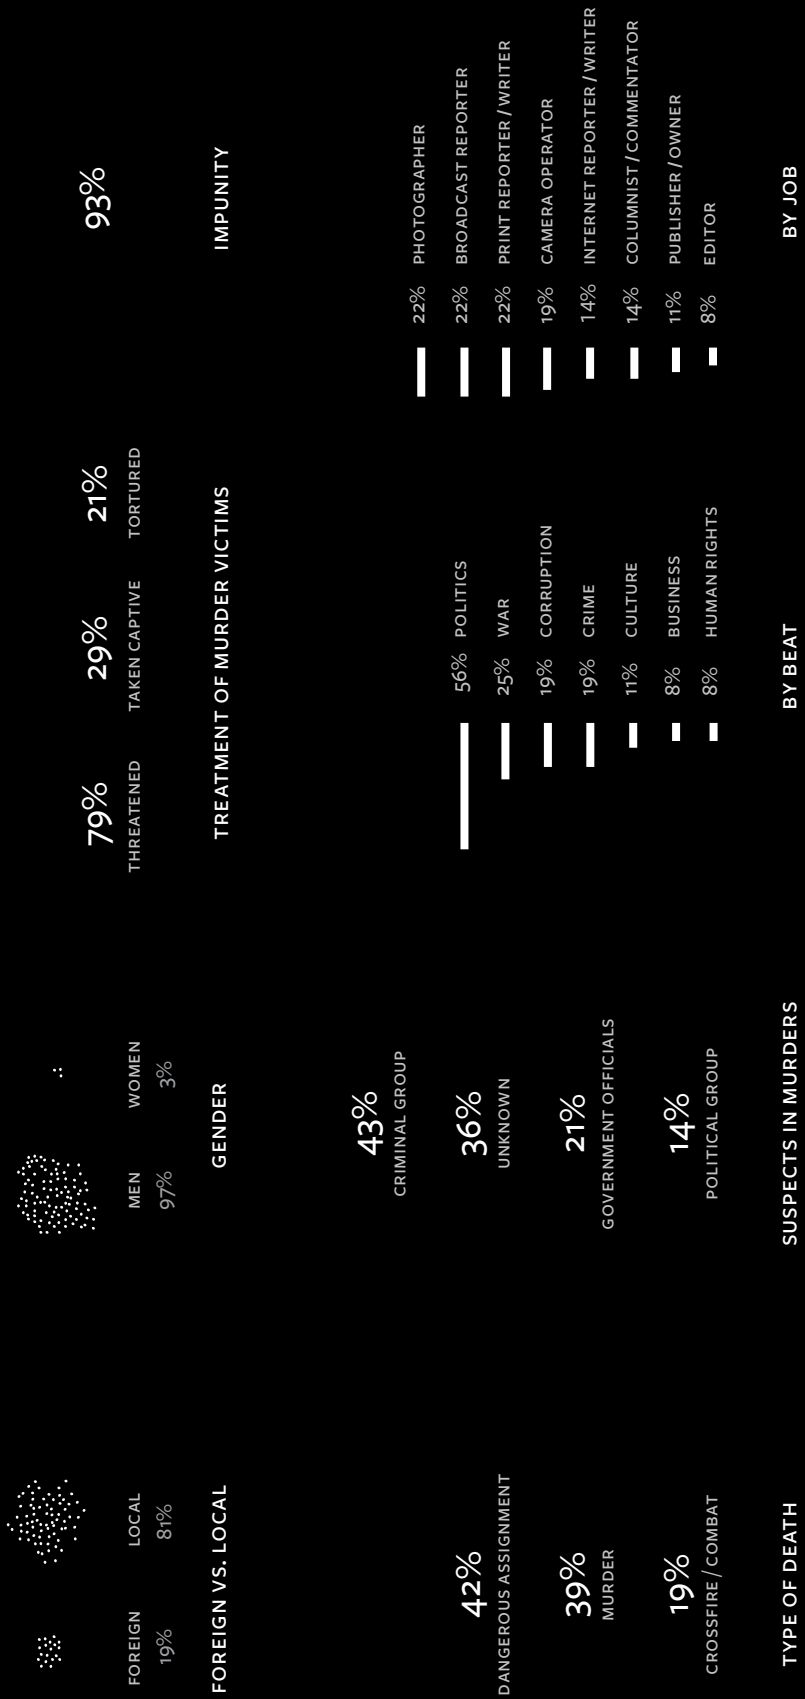 FOREIGN
19%
LOCAL
81%
FOREIGN VS. LOCAL
MEN
97%
WOMEN
3%
GENDER
79%
THREATENED
29%
TAKEN CAPTIVE
21%
TORTURED
TREATMENT OF MURDER VICTIMS
93%
IMPUNITY
42%
DANGEROUS ASSIGNMENT
39%
MURDER
19%
CROSSFIRE / COMBAT
TYPE OF DEATH
43%
CRIMINAL GROUP
36%
UNKNOWN
21%
GOVERNMENT OFFICIALS
14%
POLITICAL GROUP
SUSPECTS IN MURDERS
56% POLITICS
25% WAR
19% CORRUPTION
19% CRIME
11% CULTURE
8% BUSINESS
8% HUMAN RIGHTS
BY BEAT
22% PHOTOGRAPHER
22% BROADCAST REPORTER
22% PRINT REPORTER / WRITER
19% CAMERA OPERATOR
14% INTERNET REPORTER / WRITER
14% COLUMNIST / COMMENTATOR
11% PUBLISHER / OWNER
8% EDITOR
BY JOB